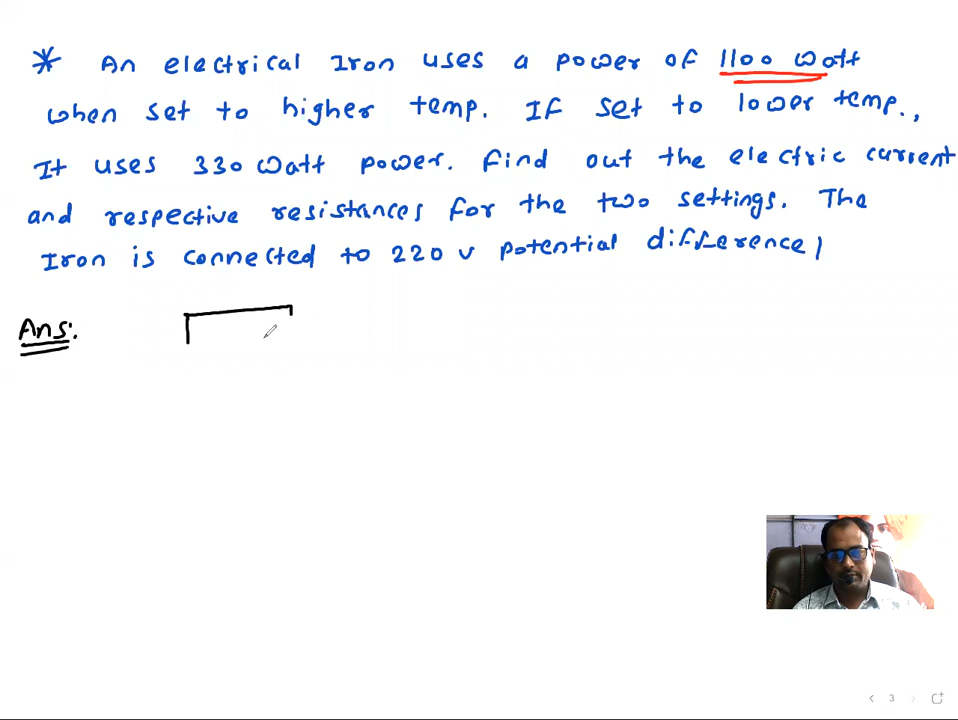 * An electrical Iron uses a power of 1100 watt
when set to higher temp. If set to lower temp.,
It uses 330 watt power. Find out the electric current
and respective resistances for the two settings. The
Iron is connected to 220 v potential difference/
Ans:
3